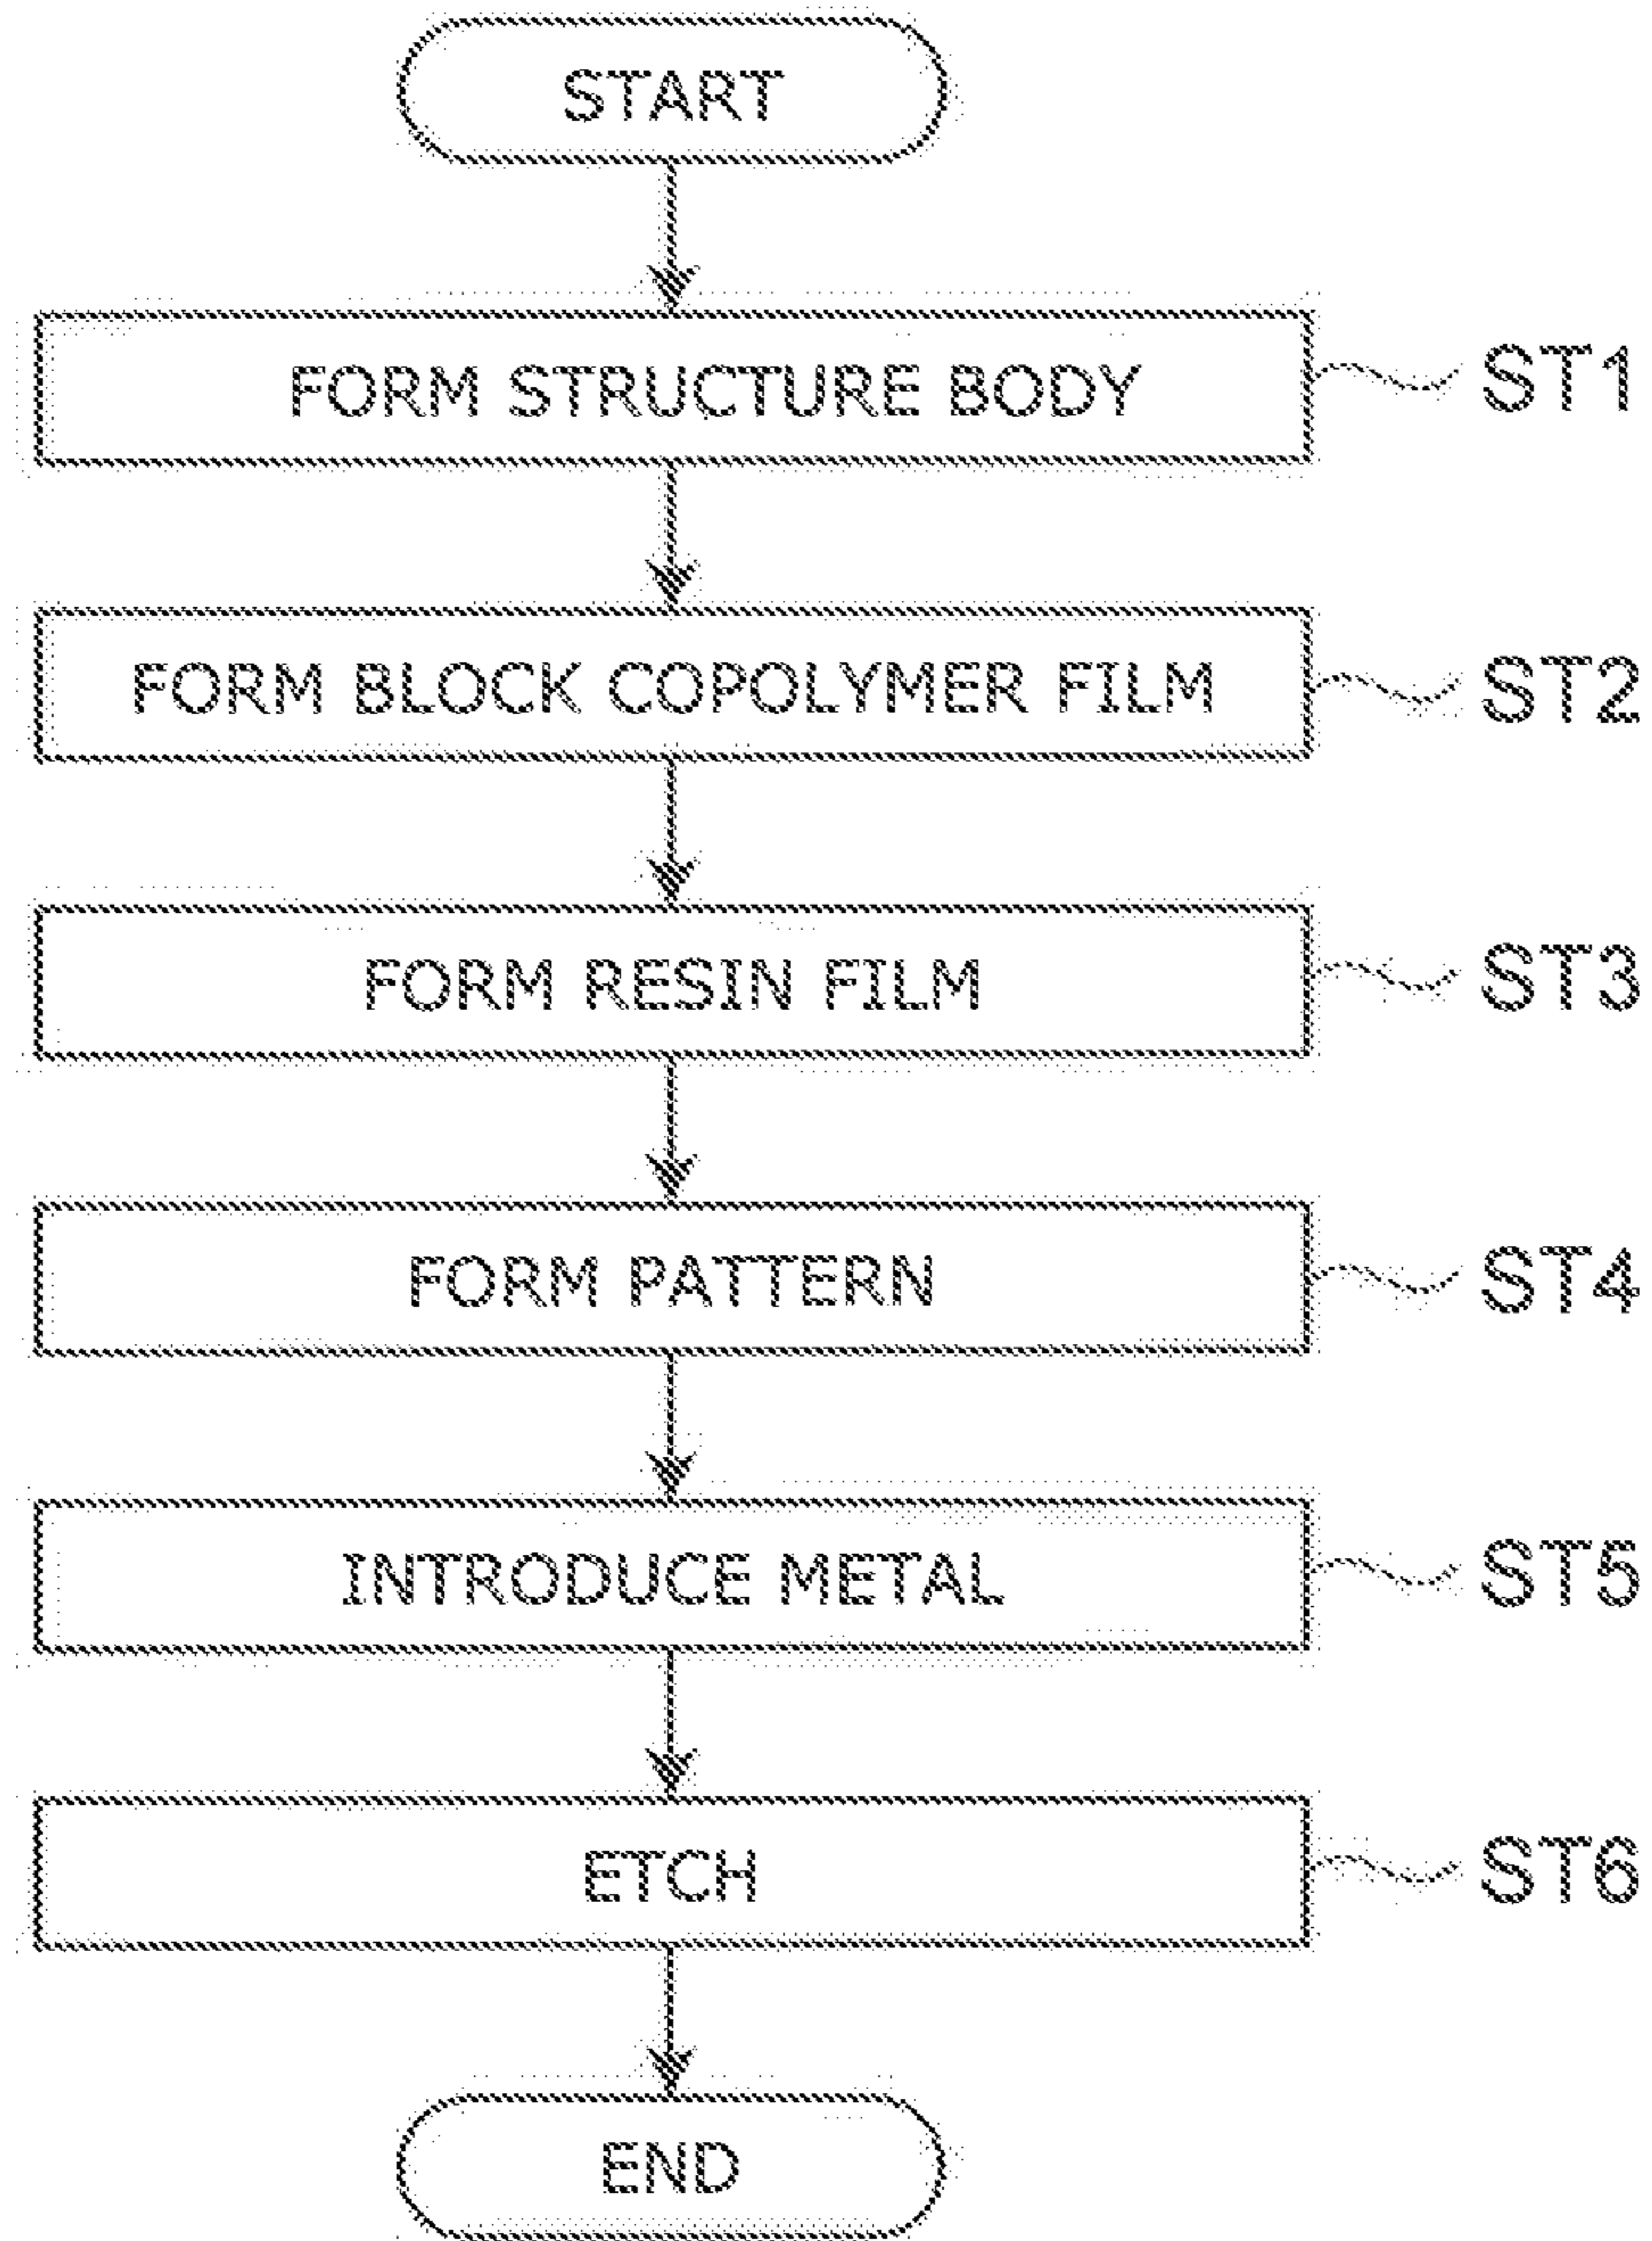 START
FORM STRUCTURE BODY ST1
FORM BLOCK COPOLYMER FILM ST2
FORM RESIN FILM ST3
FORM PATTERN ST4
INTRODUCE METAL ST5
ETCH ST6
END